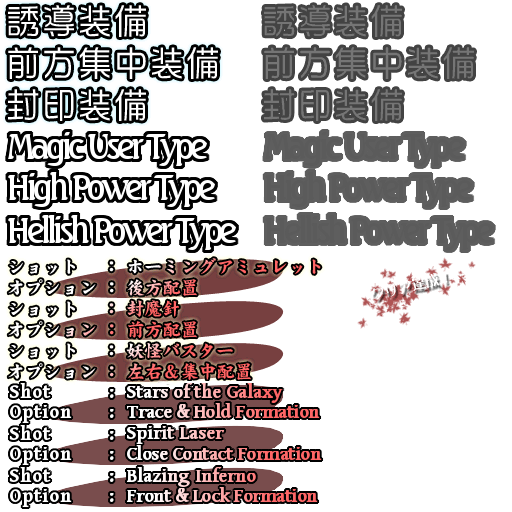 誘導装備 誘導装備
前方集中装備 前方集中装備
封印装備 封印装備
Magic User Type Magic User Type
High Power Type High Power Type
Hellish Power Type Hellish Power Type
ショット : ホーミングアミュレット
オプション : 後方配置
ショット : 封魔針
オプション : 前方配置
ショット : 妖怪バスター
オプション : 左右&集中配置
Shot : Stars of the Galaxy
Option : Trace & Hold Formation
Shot : Spirit Laser
Option : Close Contact Formation
Shot : Blazing Inferno
Option : Front & Lock Formation